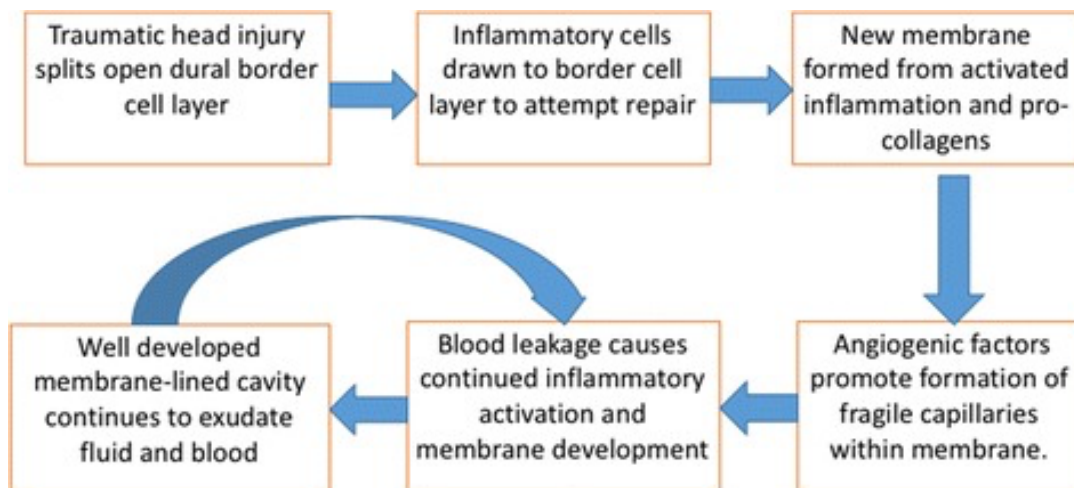 Traumatic head injury
splits open dural border
cell layer
Inflammatory cells
drawn to border cell
layer to attempt repair
New membrane
formed from activated
inflammation and pro-
collagens
Angiogenic factors
promote formation of
fragile capillaries
within membrane.
Blood leakage causes
continued inflammatory
activation and
membrane development
Well developed
membrane-lined cavity
continues to exudate
fluid and blood